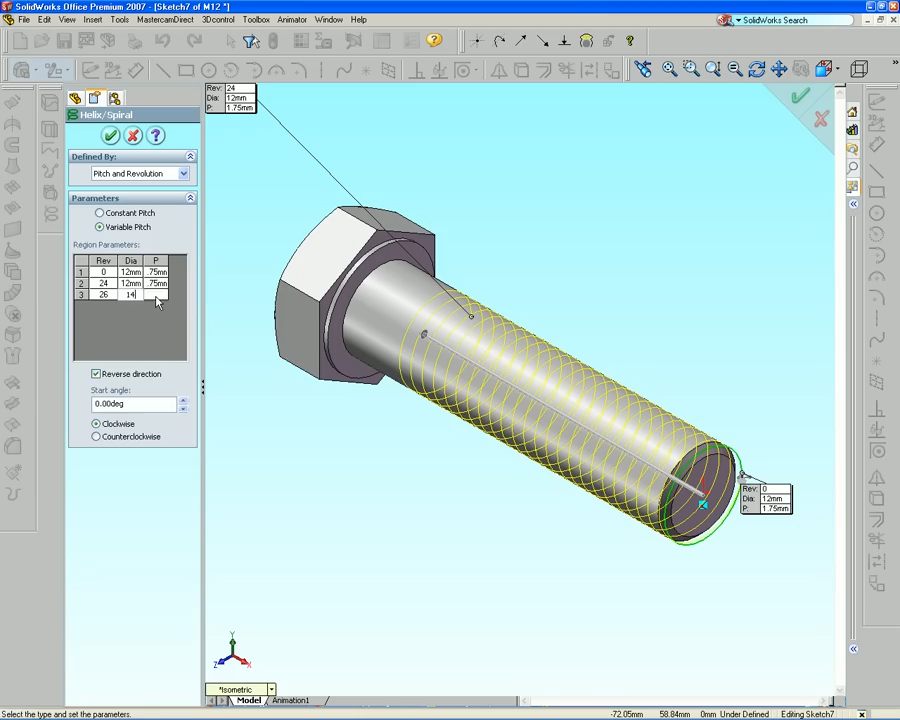 SolidWorks Office Premium 2007 - [Sketch7 of M12 *]
File Edit View Insert Tools MastercamDirect 3Dcontrol Toolbox Animator Window Help
SolidWorks Search
Helix/Spiral
Defined By:
Pitch and Revolution
Parameters
Constant Pitch
Variable Pitch
Region Parameters:
Rev Dia P
1 0 12mm .75mn
2 24 12mm .75mn
3 26 14
Reverse direction
Start angle:
0.00deg
Clockwise
Counterclockwise
Rev: 24
Dia: 12mm
P: 1.75mm
Rev: 0
Dia: 12mm
P: 1.75mm
Y
Z X
*Isometric
Model Animation1
Select the type and set the parameters.
-72.05mm 58.84mm 0mm Under Defined Editing Sketch7